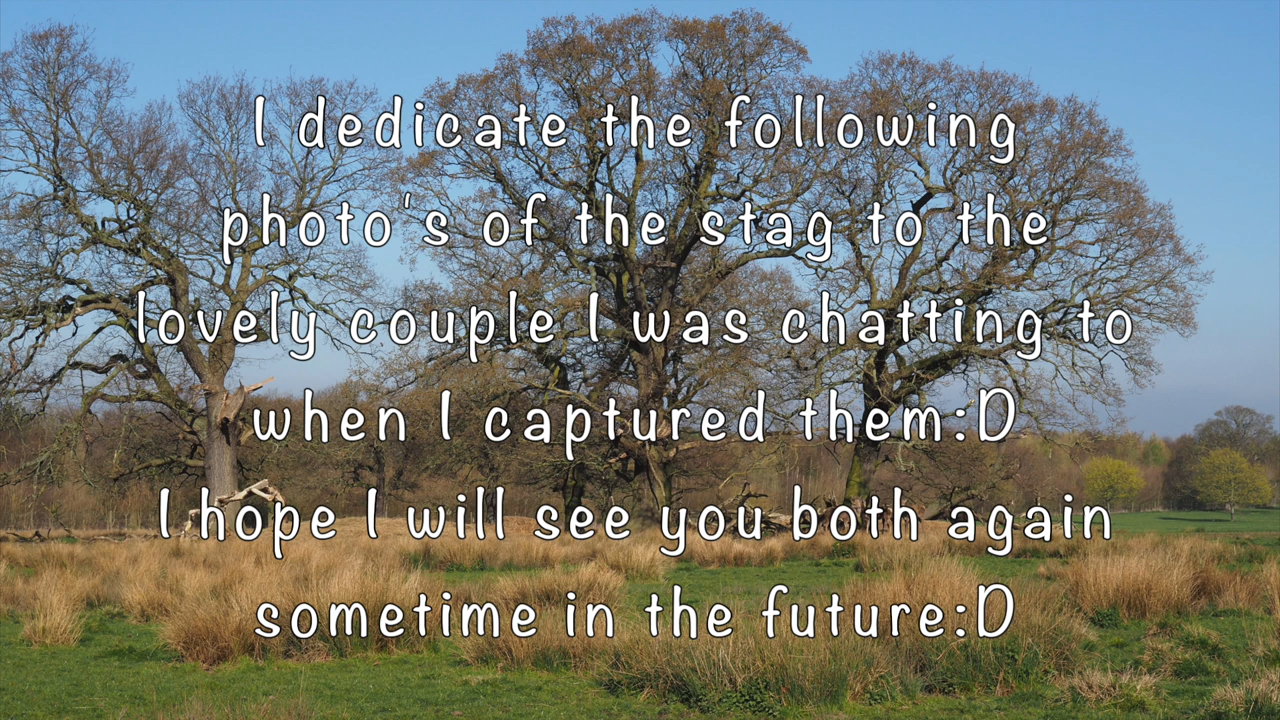 I dedicate the following
photo's of the stag to the
lovely couple I was chatting to
when I captured them:D
I hope I will see you both again
sometime in the future:D